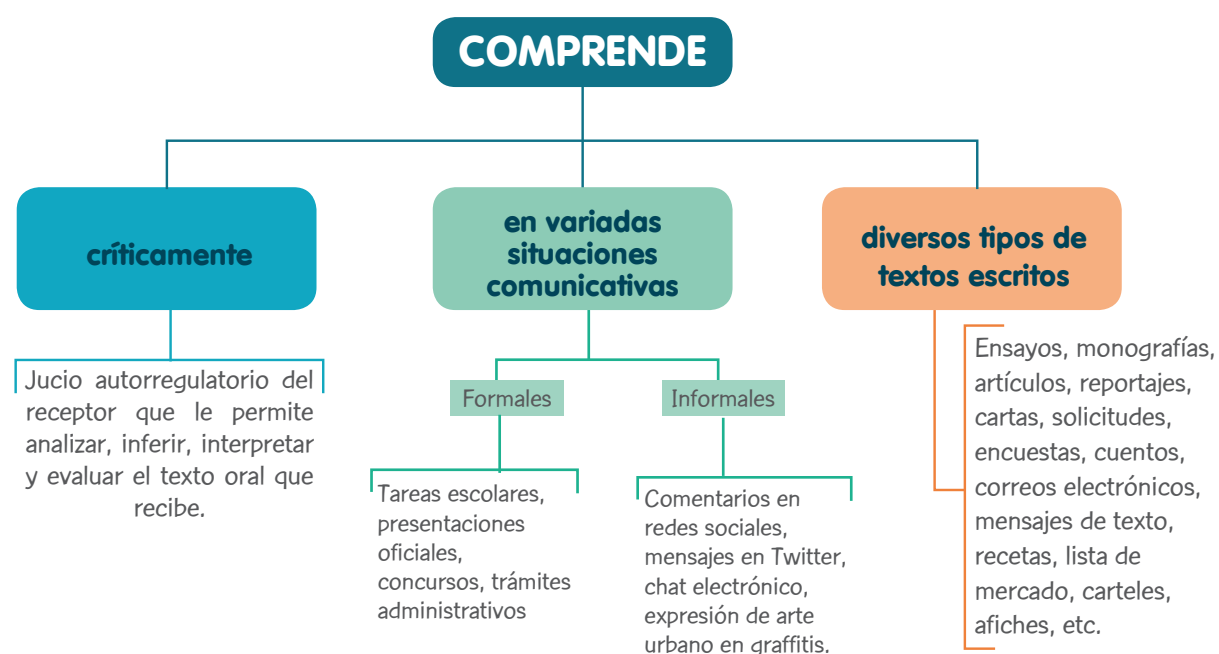 COMPRENDE
críticamente
Jucio autorregulatorio del
receptor que le permite
analizar, inferir, interpretar
y evaluar el texto oral que
recibe.
en variadas
situaciones
comunicativas
Formales
Tareas escolares,
presentaciones
oficiales,
concursos, trámites
administrativos
Informales
Comentarios en
redes sociales,
mensajes en Twitter,
chat electrónico,
expresión de arte
urbano en graffitis,
diversos tipos de
textos escritos
Ensayos, monografías,
artículos, reportajes,
cartas, solicitudes,
encuestas, cuentos,
correos electrónicos,
mensajes de texto,
recetas, lista de
mercado, carteles,
afiches, etc.